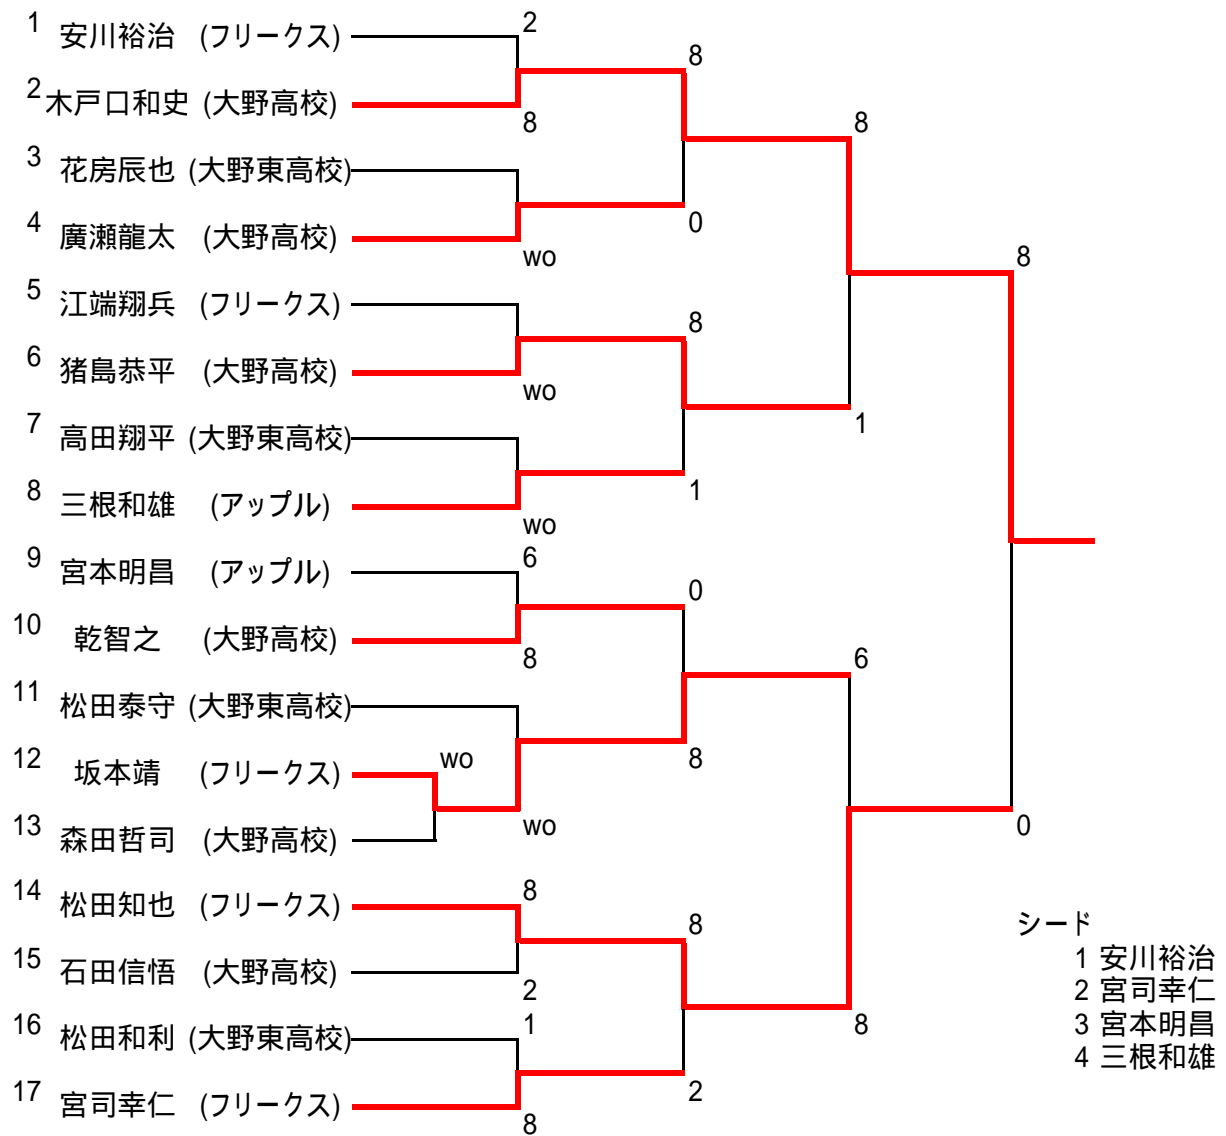 1 安川裕治 (フリークス) 2
8
2 木戸口和史 (大野高校)
8 8
3 花房辰也 (大野東高校)
4 廣瀬龍太 (大野高校) 0
wo 8
5 江端翔兵 (フリークス)
8
6 猪島恭平 (大野高校)
wo
7 高田翔平 (大野東高校) 1
8 三根和雄 (アップル) 1
wo
9 宮本明昌 (アップル) 6
0
10 乾智之 (大野高校)
8 6
11 松田泰守 (大野東高校)
12 坂本靖 (フリークス) wo 8
13 森田哲司 (大野高校) wo 0
14 松田知也 (フリークス) 8
8 シード
15 石田信悟 (大野高校) 1 安川裕治
2 2 宮司幸仁
16 松田和利 (大野東高校) 1 8 3 宮本明昌
4 三根和雄
17 宮司幸仁 (フリークス) 2
8